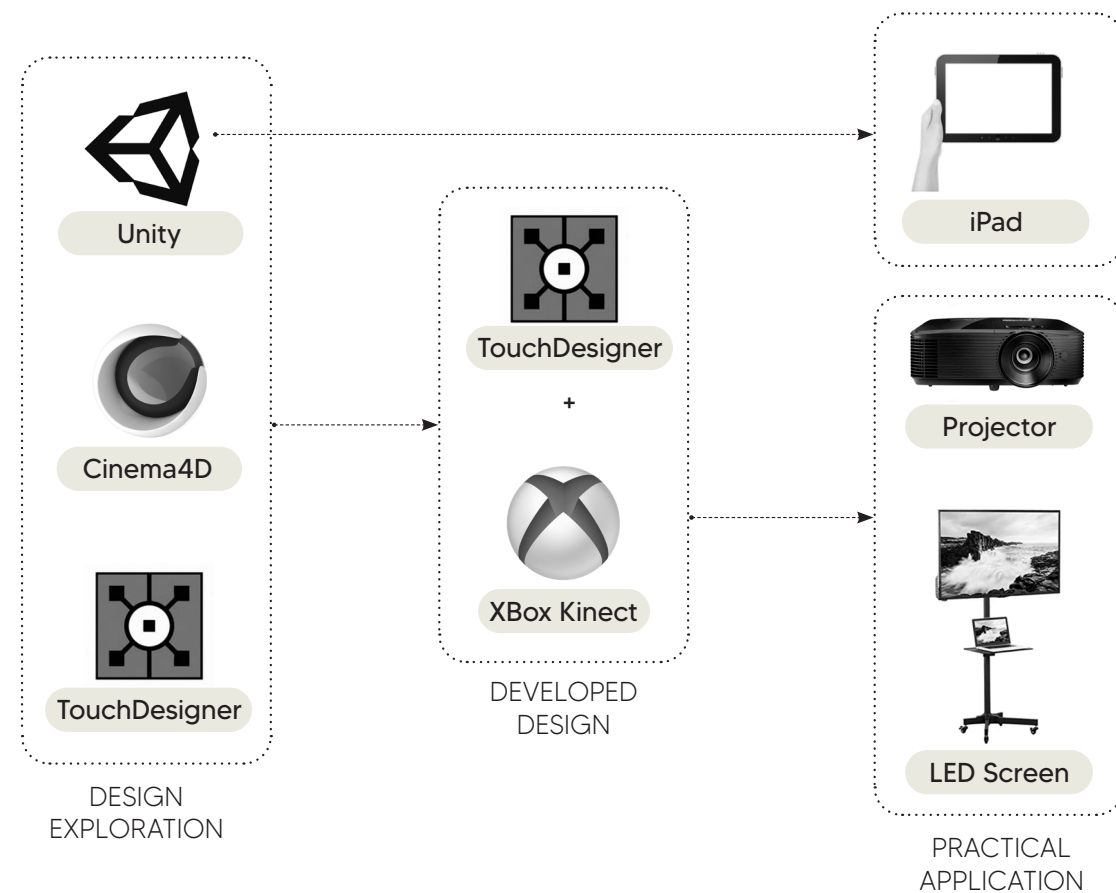 Unity
Cinema4D
TouchDesigner
DESIGN
EXPLORATION
TouchDesigner
+
XBox Kinect
DEVELOPED
DESIGN
iPad
Projector
LED Screen
PRACTICAL
APPLICATION